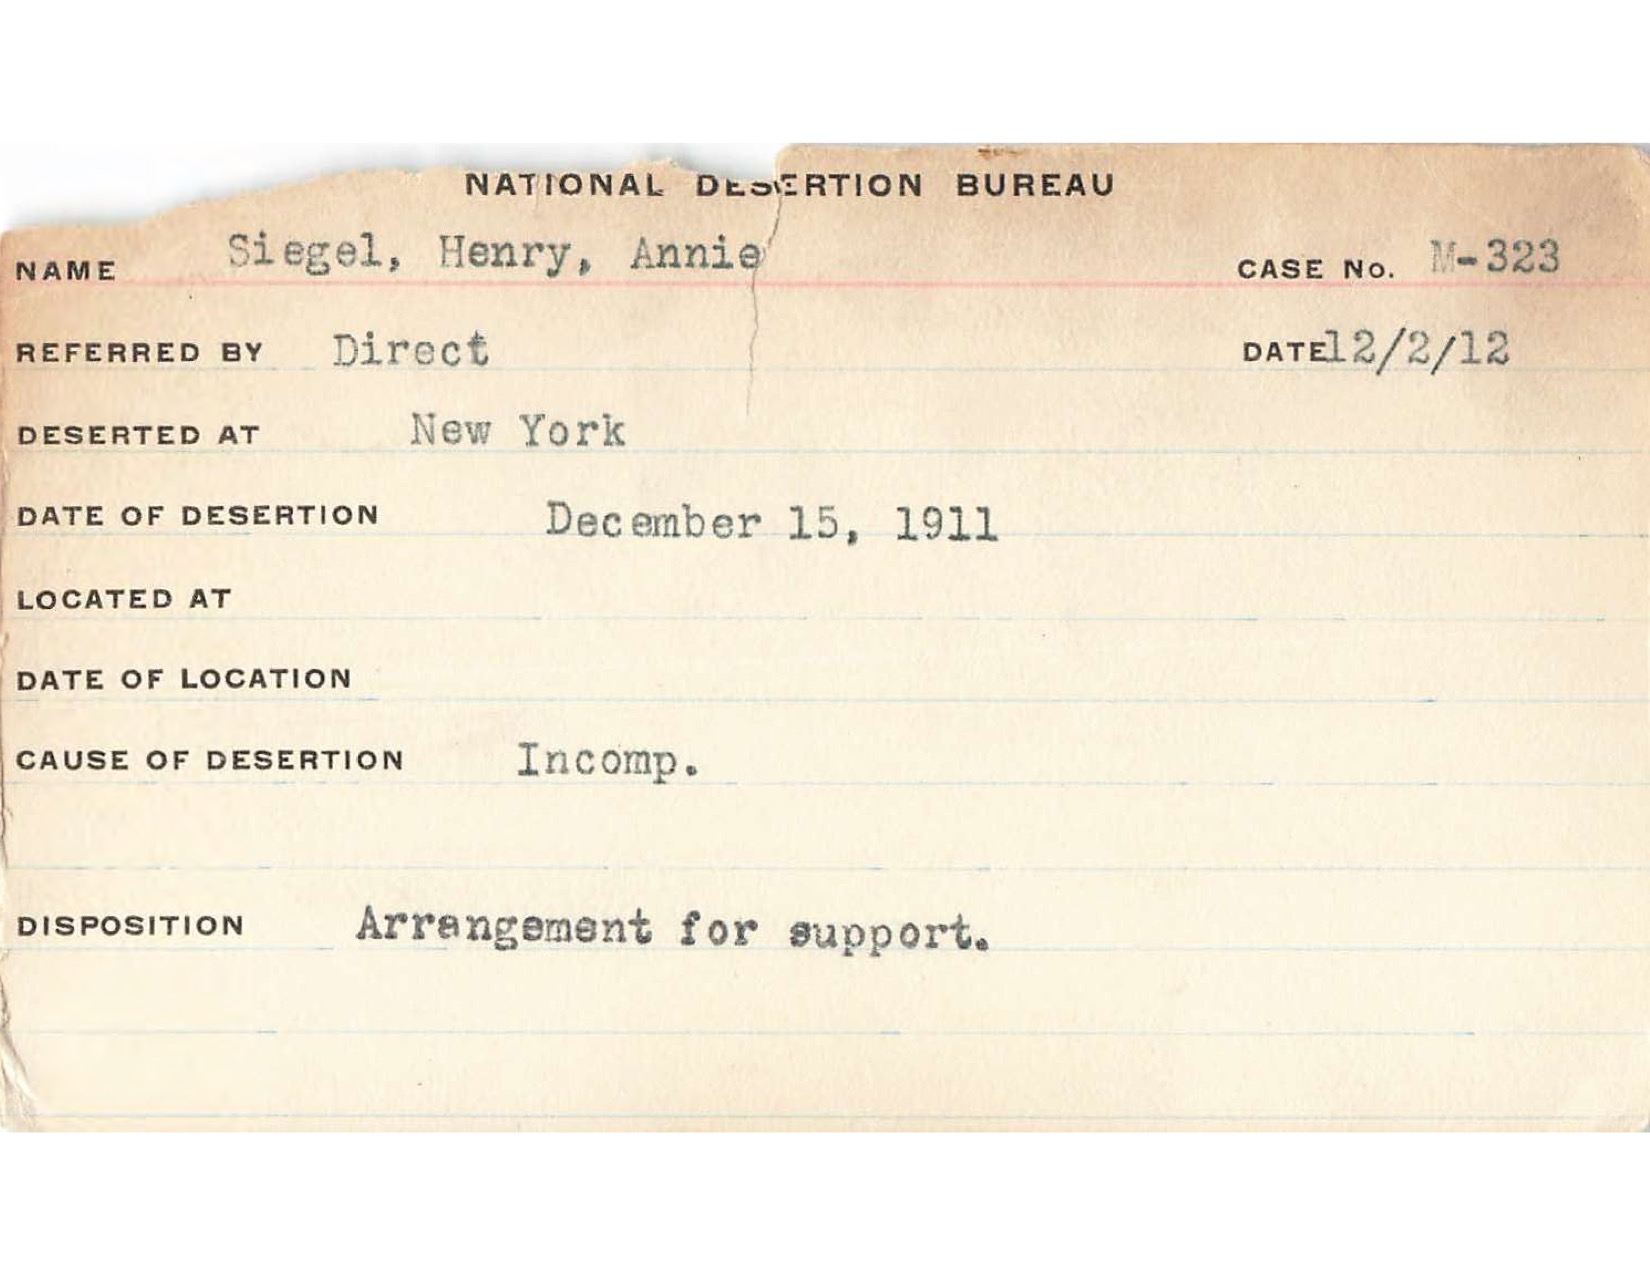 NATIONAL DESERTION BUREAU
NAME Siegel, Henry, Annie CASE No. M-323
REFERRED BY Direct DATE 12/2/12
DESERTED AT New York
DATE OF DESERTION December 15, 1911
LOCATED AT
DATE OF LOCATION
CAUSE OF DESERTION Incomp.
DISPOSITION Arrangement for support.